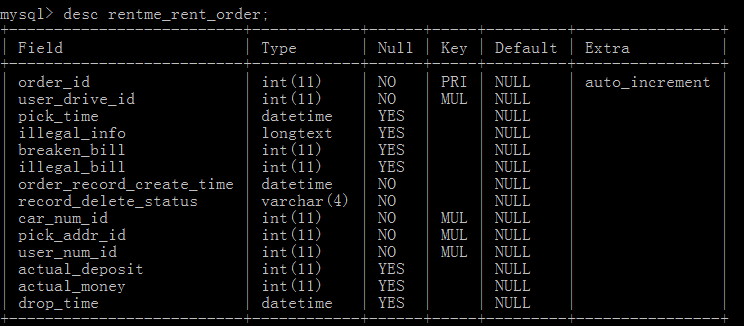 mysql> desc rentme_rent_order;
+--------------------------+------------+------+-----+---------+----------------+
| Field | Type | Null | Key | Default | Extra |
+--------------------------+------------+------+-----+---------+----------------+
| order_id | int(11) | NO | PRI | NULL | auto_increment |
| user_drive_id | int(11) | NO | MUL | NULL | |
| pick_time | datetime | YES | | NULL | |
| illegal_info | longtext | YES | | NULL | |
| breaken_bill | int(11) | YES | | NULL | |
| illegal_bill | int(11) | YES | | NULL | |
| order_record_create_time | datetime | NO | | NULL | |
| record_delete_status | varchar(4) | NO | | NULL | |
| car_num_id | int(11) | NO | MUL | NULL | |
| pick_addr_id | int(11) | NO | MUL | NULL | |
| user_num_id | int(11) | NO | MUL | NULL | |
| actual_deposit | int(11) | YES | | NULL | |
| actual_money | int(11) | YES | | NULL | |
| drop_time | datetime | YES | | NULL | |
+--------------------------+------------+------+-----+---------+----------------+